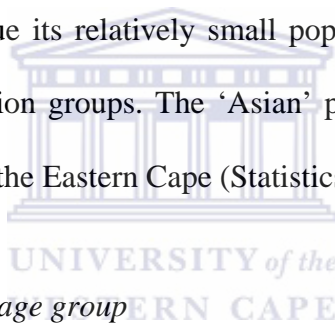 ue its relatively small pop
ion groups. The ‘Asian’ p
the Eastern Cape (Statistic
UNIVERSITY of the
age group
WESTERN CAPE